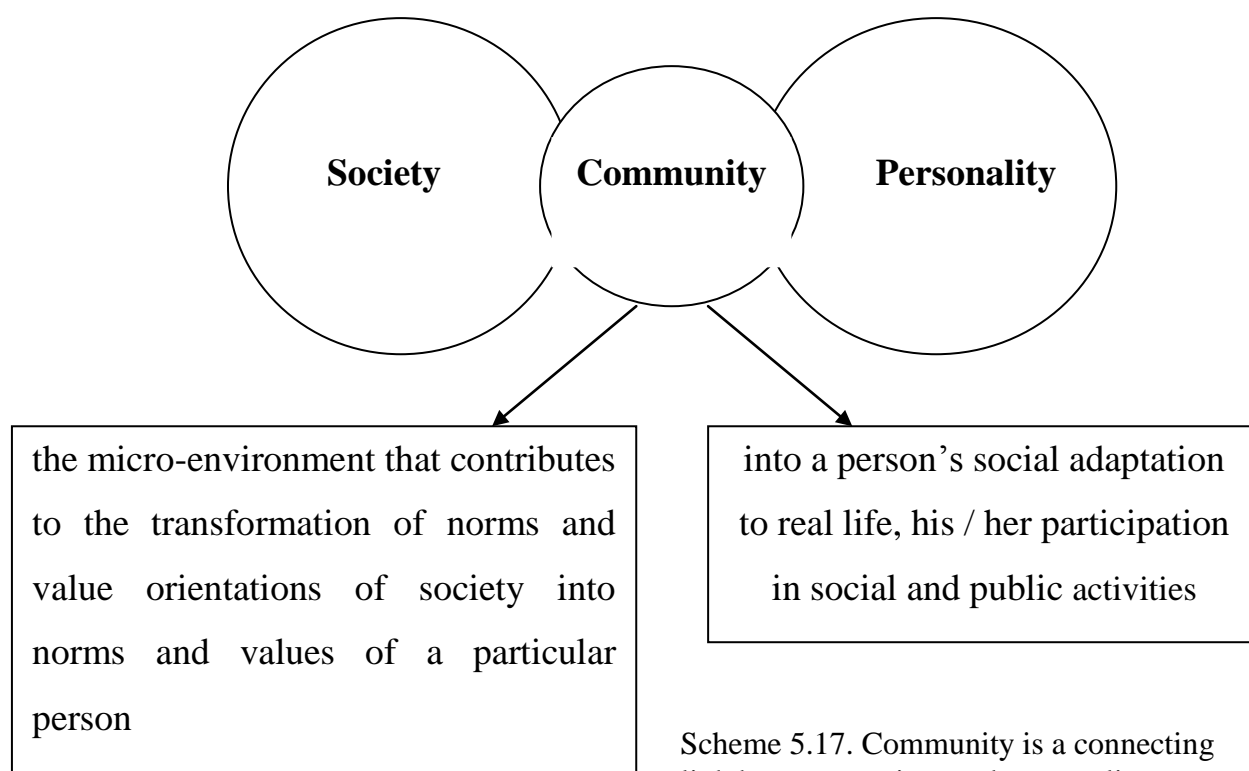 Society Community Personality
the micro-environment that contributes
to the transformation of norms and
value orientations of society into
norms and values of a particular
person
into a person’s social adaptation
to real life, his / her participation
in social and public activities
Scheme 5.17. Community is a connecting